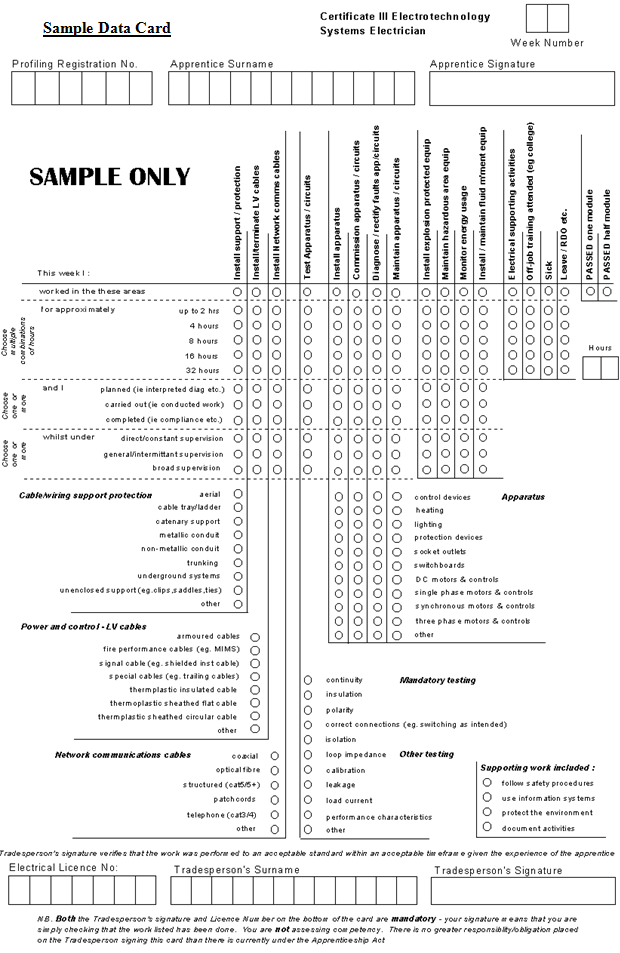 Sample Data Card
Certificate III Electrotechnology
Systems Electrician
Week Number
Profiling Registration No.
Apprentice Surname
Apprentice Signature
SAMPLE ONLY
Install support / protection
Install/terminate LV cables
Install Network comms cables
Test Apparatus / circuits
Install apparatus
Commission apparatus / circuits
Diagnose / rectify faults app/circuits
Maintain apparatus / circuits
Install explosion protected equip
Maintain hazardous area equip
Monitor energy usage
Install / maintain fluid m/ment equip
Electrical supporting activities
Off-job training attended (eg college)
Sick
Leave / RDO etc.
PASSED one module
PASSED half module
This week I :
worked in the these areas
for approximately
up to 2 hrs
4 hours
8 hours
16 hours
32 hours
Choose
multiple
combinations
of hours
Hours
and I
planned (ie interpreted diag etc.)
carried out (ie conducted work)
completed (ie compliance etc.)
Choose
one or
more
whilst under
direct/constant supervision
general/intermittent supervision
broad supervision
Choose
one or
more
Cable/wiring support protection
aerial
cable tray/ladder
catenary support
metallic conduit
non-metallic conduit
trunking
underground systems
unenclosed support (eg.clips,saddles,ties)
other
control devices
Apparatus
heating
lighting
protection devices
socket outlets
switchboards
DC motors & controls
single phase motors & controls
synchronous motors & controls
three phase motors & controls
other
Power and control - LV cables
armoured cables
fire performance cables (eg. MIMS)
signal cable (eg. shielded inst cable)
special cables (eg. trailing cables)
thermplastic insulated cable
thermoplastic sheathed flat cable
thermplastic sheathed circular cable
other
continuity
Mandatory testing
insulation
polarity
correct connections (eg. switching as intended)
isolation
loop impedance
Other testing
calibration
leakage
load current
performance characteristics
other
Network communications cables
coaxial
optical fibre
structured (cat5/5+)
patch cords
telephone (cat3/4)
other
Supporting work included :
follow safety procedures
use information systems
protect the environment
document activities
Tradesperson's signature verifies that the work was performed to an acceptable standard within an acceptable timeframe given the experience of the apprentice
Electrical Licence No:
Tradesperson's Surname
Tradesperson's Signature
N.B. Both the Tradesperson's signature and Licence Number on the bottom of the card are mandatory - your signature means that you are
simply checking that the work listed has been done. You are not assessing competency. There is no greater responsiblity/obligation placed
on the Tradesperson signing this card than there is currently under the Apprenticeship Act